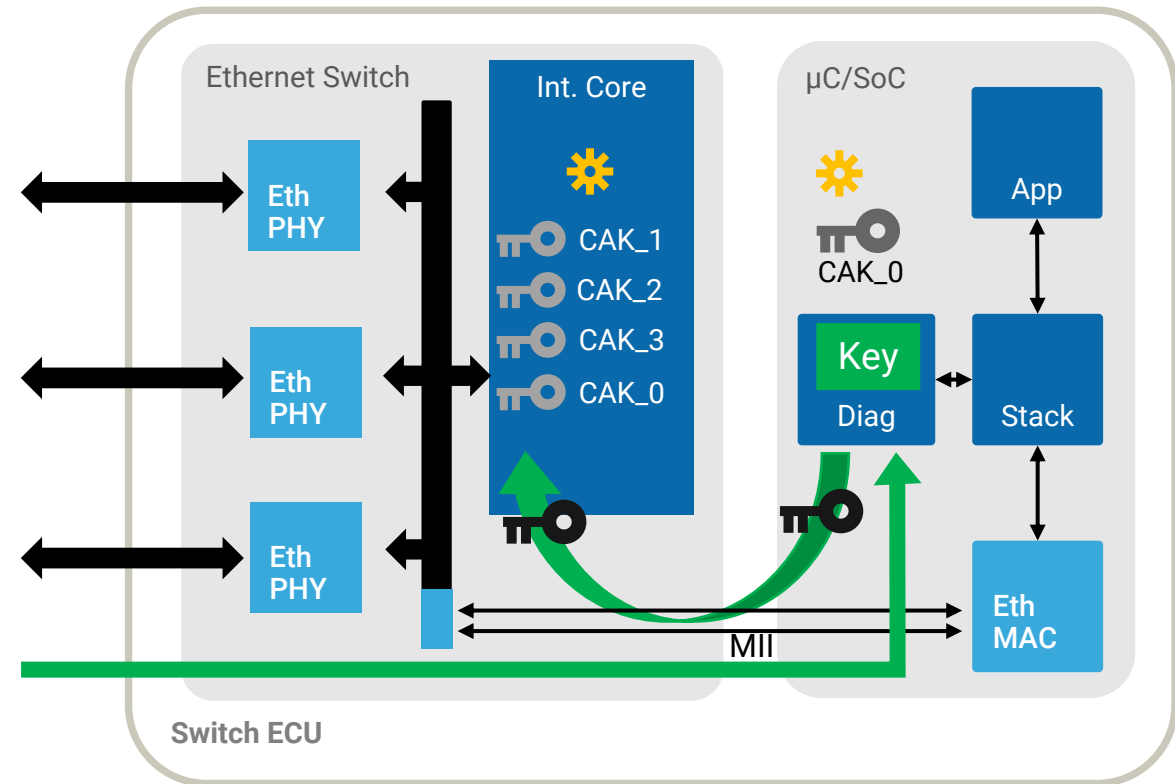 Ethernet Switch
Int. Core
µC/SoC
Eth
PHY
App
CAK_1
CAK_0
CAK_2
CAK_3
Eth
PHY
Key
CAK_0
Diag
Stack
Eth
PHY
Eth
MAC
MII
Switch ECU